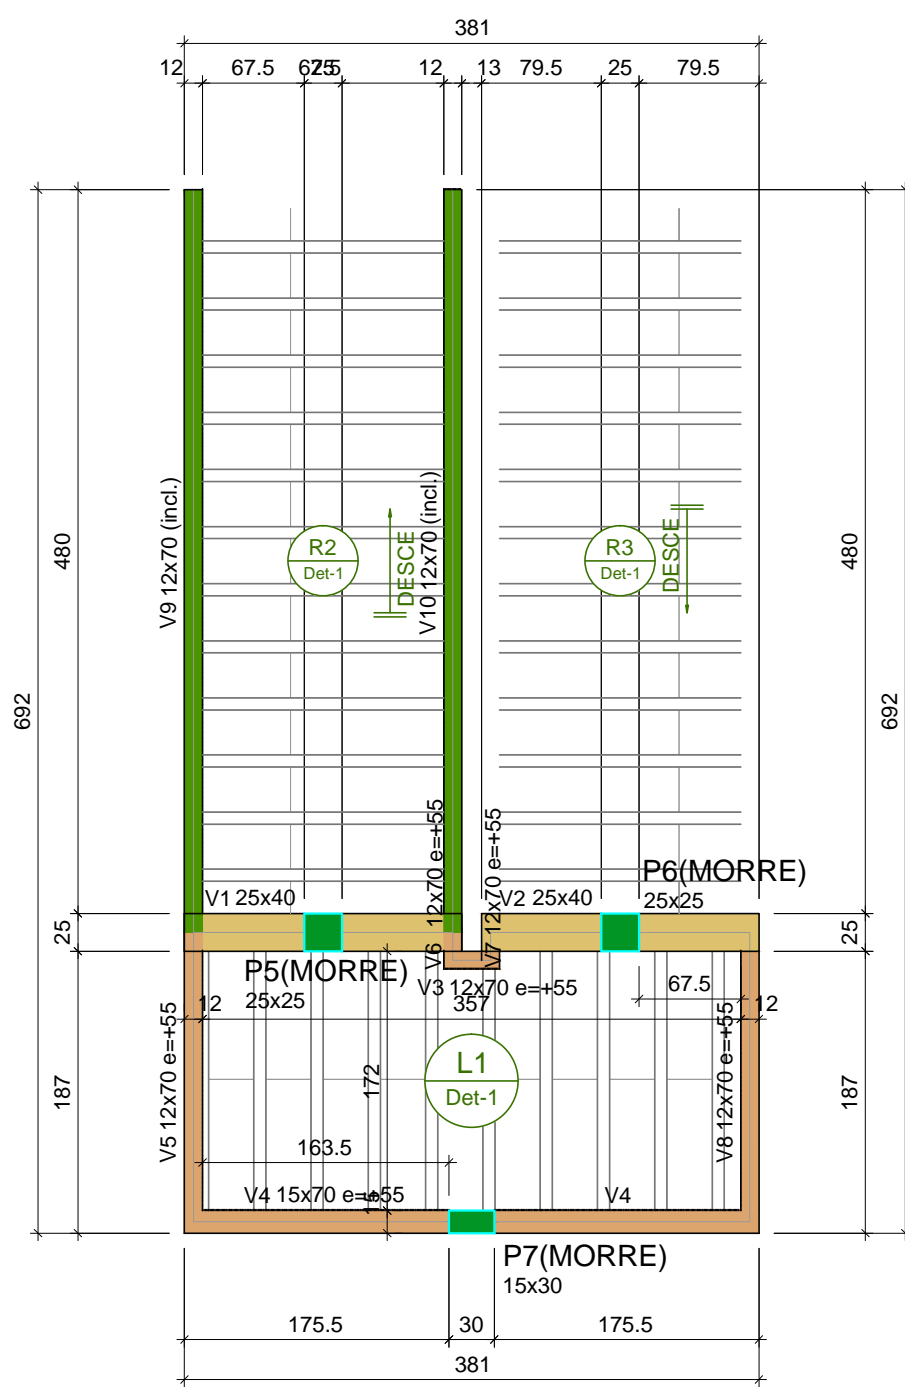 381
12 67.5 62.5 25 12 13 79.5 25 79.5
480
692
V9 12x70 (incl.)
R2
Det-1
DESCE
V10 12x70 (incl.)
R3
Det-1
DESCE
480
692
V6 12x70 e=+55
V7 12x70 e=+55
P6(MORRE)
25x25
V1 25x40
V2 25x40
25
25
P5(MORRE)
25x25
V3 12x70 e=+55
357
67.5
12
12
V5 12x70 e=+55
187
172
L1
Det-1
V8 12x70 e=+55
187
163.5
V4 15x70 e=+55
15
V4
P7(MORRE)
15x30
175.5 30 175.5
381